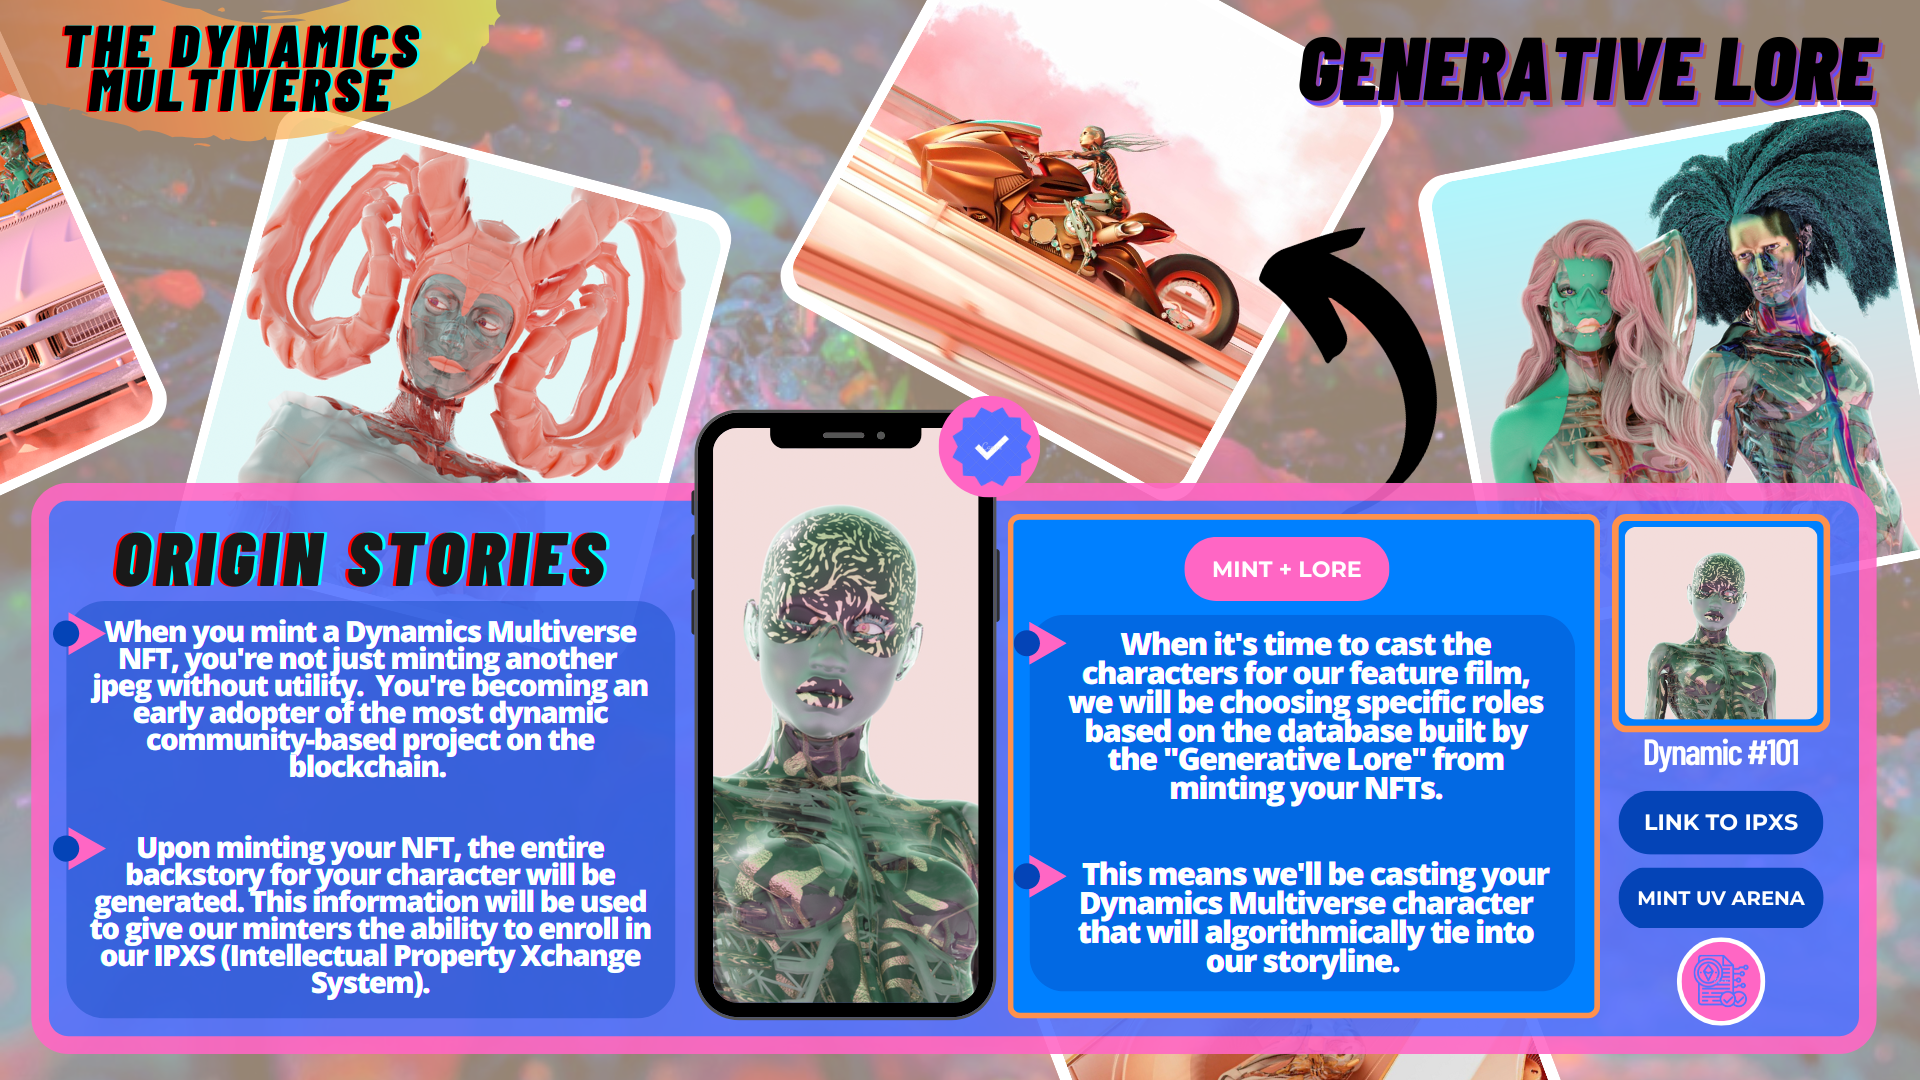 THE DYNAMICS
MULTIVERSE
GENERATIVE LORE
ORIGIN STORIES
When you mint a Dynamics Multiverse
NFT, you're not just minting another
jpeg without utility. You're becoming an
early adopter of the most dynamic
community-based project on the
blockchain.
Upon minting your NFT, the entire
backstory for your character will be
generated. This information will be used
to give our minters the ability to enroll in
our IPXS (Intellectual Property Xchange
System).
MINT + LORE
When it's time to cast the
characters for our feature film,
we will be choosing specific roles
based on the database built by
the "Generative Lore" from
minting your NFTs.
This means we'll be casting your
Dynamics Multiverse character
that will algorithmically tie into
our storyline.
Dynamic #101
LINK TO IPXS
MINT UV ARENA